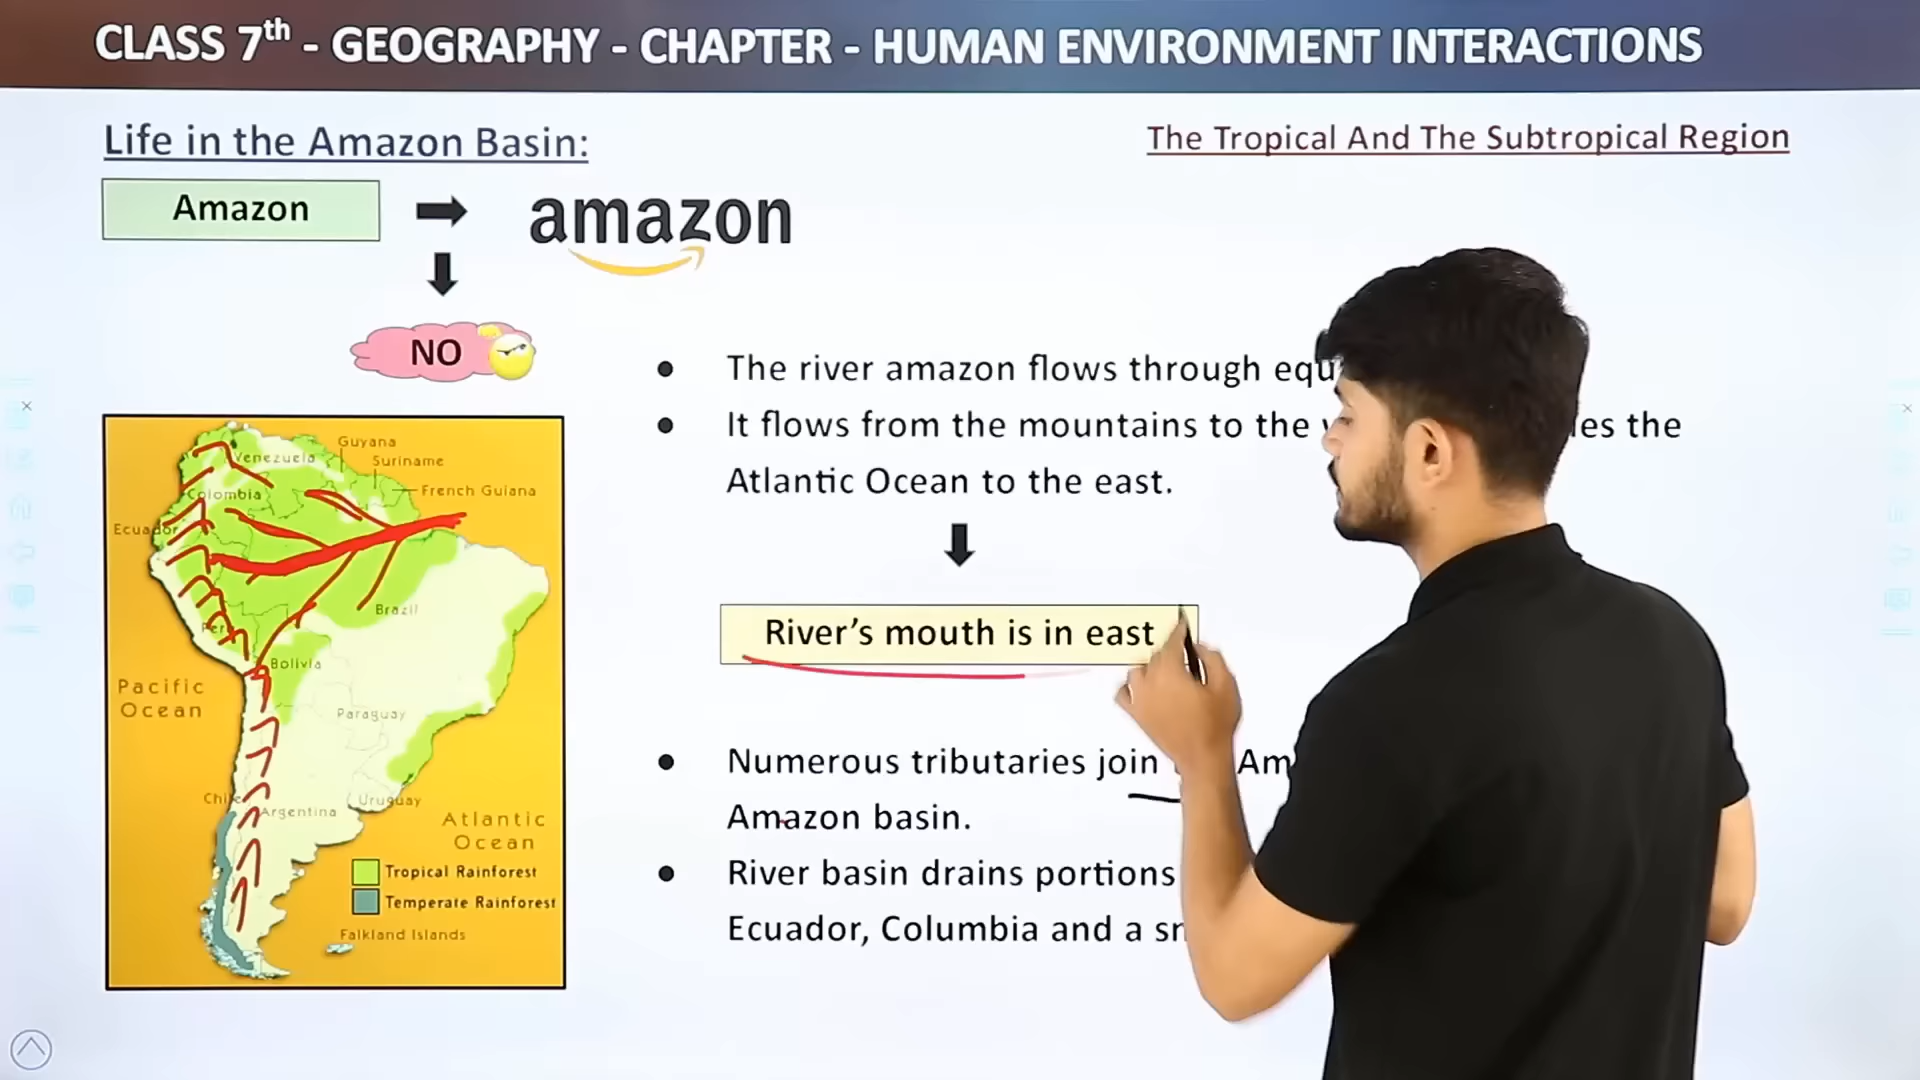 CLASS 7th - GEOGRAPHY - CHAPTER - HUMAN ENVIRONMENT INTERACTIONS
Life in the Amazon Basin:
The Tropical And The Subtropical Region
Amazon
amazon
NO
The river amazon flows through equ
It flows from the mountains to the les the
Atlantic Ocean to the east.
River's mouth is in east
Numerous tributaries join Am
Amazon basin.
River basin drains portions
Ecuador, Columbia and a
Guyana
Venezuela
Suriname
Colombia
French Guiana
Ecuador
Brazil
Peru
Bolivia
Pacific
Ocean
Paraguay
Chile
Uruguay
Argentina
Atlantic
Ocean
Tropical Rainforest
Temperate Rainforest
Falkland Islands